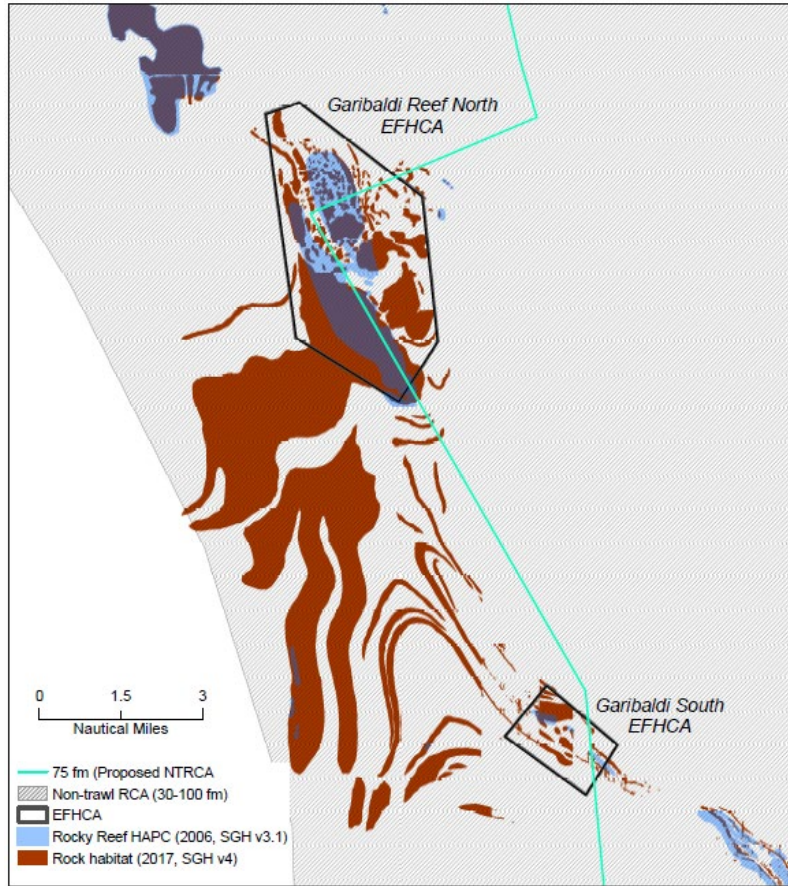 Garibaldi Reef North
EFHCA
Garibaldi South
EFHCA
0 1.5 3
Nautical Miles
75 fm (Proposed NTRCA
Non-trawl RCA (30-100 fm)
EFHCA
Rocky Reef HAPC (2006, SGH v3.1)
Rock habitat (2017, SGH v4)